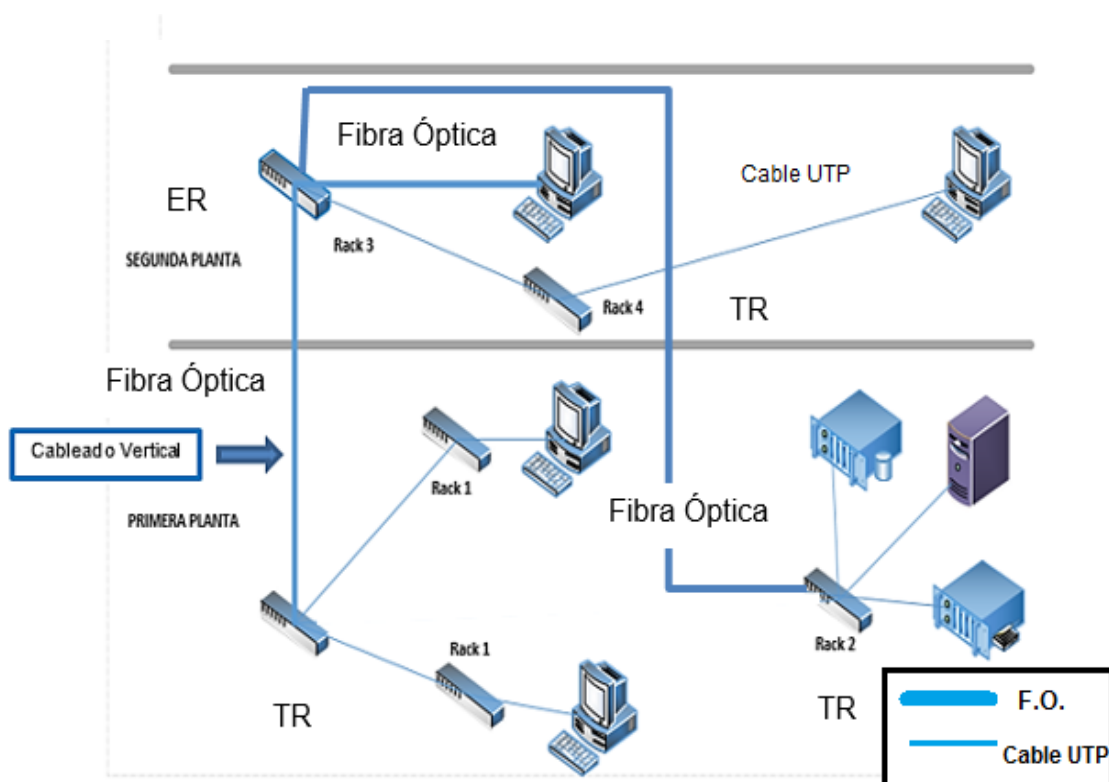 Fibra Óptica
Cable UTP
ER
Rack 3
SEGUNDA PLANTA
Rack 4
TR
Fibra Óptica
Cableado Vertical
Rack 1
Fibra Óptica
PRIMERA PLANTA
Rack 2
Rack 1
TR
TR
F.O.
Cable UTP